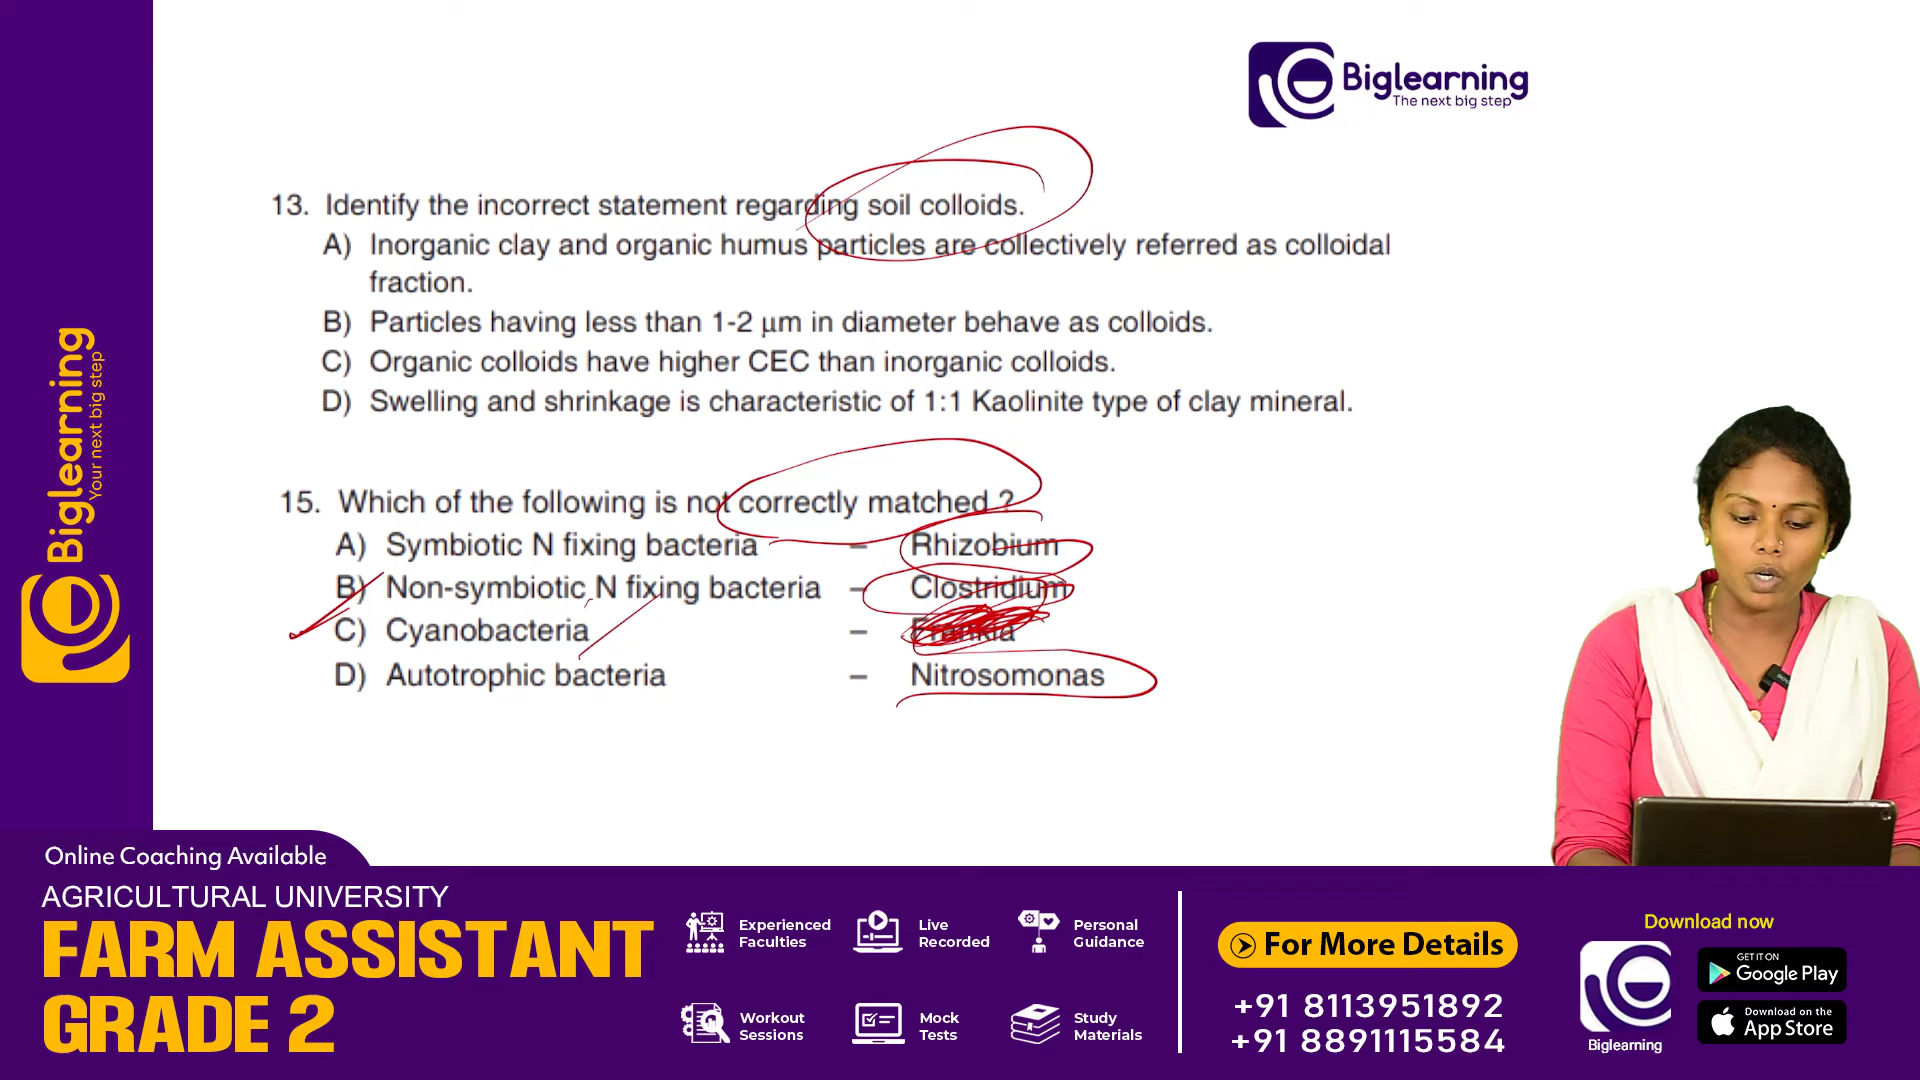 Biglearning
The next big step
13. Identify the incorrect statement regarding soil colloids.
A) Inorganic clay and organic humus particles are collectively referred as colloidal
fraction.
B) Particles having less than 1-2 μm in diameter behave as colloids.
C) Organic colloids have higher CEC than inorganic colloids.
D) Swelling and shrinkage is characteristic of 1:1 Kaolinite type of clay mineral.
15. Which of the following is not correctly matched ?
A) Symbiotic N fixing bacteria – Rhizobium
B) Non-symbiotic N fixing bacteria – Clostridium
C) Cyanobacteria – Frankia
D) Autotrophic bacteria – Nitrosomonas
Biglearning
Your next big step
Online Coaching Available
AGRICULTURAL UNIVERSITY
FARM ASSISTANT
GRADE 2
Experienced
Faculties
Live
Recorded
Personal
Guidance
Workout
Sessions
Mock
Tests
Study
Materials
For More Details
+91 8113951892
+91 8891115584
Download now
Biglearning
GET IT ON
Google Play
Download on the
App Store